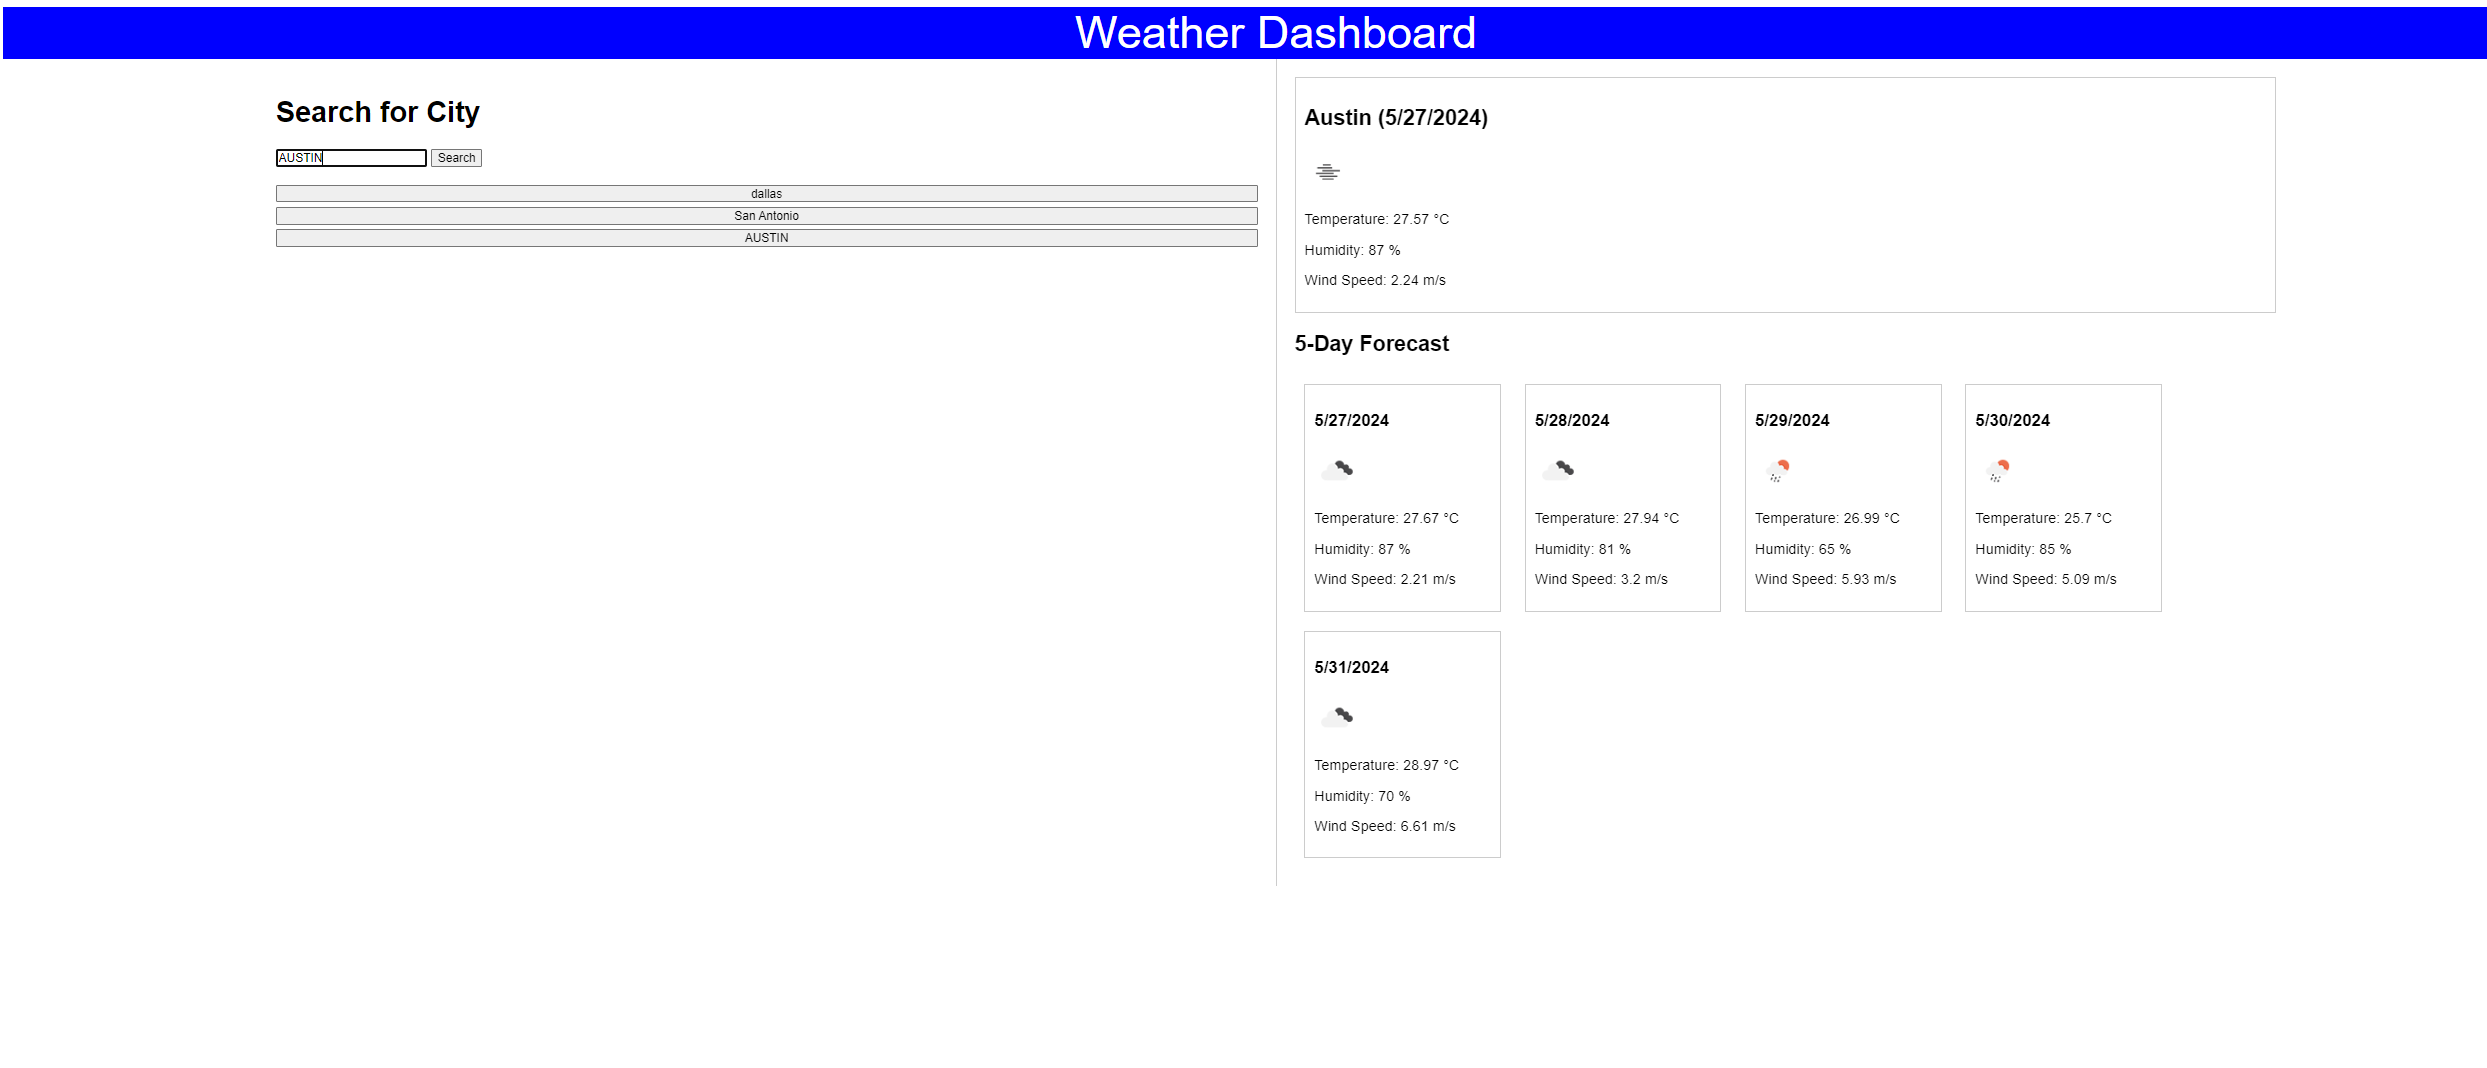 Weather Dashboard
Search for City
AUSTIN Search
dallas
San Antonio
AUSTIN
Austin (5/27/2024)
Temperature: 27.57 °C
Humidity: 87 %
Wind Speed: 2.24 m/s
5-Day Forecast
5/27/2024
Temperature: 27.67 °C
Humidity: 87 %
Wind Speed: 2.21 m/s
5/28/2024
Temperature: 27.94 °C
Humidity: 81 %
Wind Speed: 3.2 m/s
5/29/2024
Temperature: 26.99 °C
Humidity: 65 %
Wind Speed: 5.93 m/s
5/30/2024
Temperature: 25.7 °C
Humidity: 85 %
Wind Speed: 5.09 m/s
5/31/2024
Temperature: 28.97 °C
Humidity: 70 %
Wind Speed: 6.61 m/s